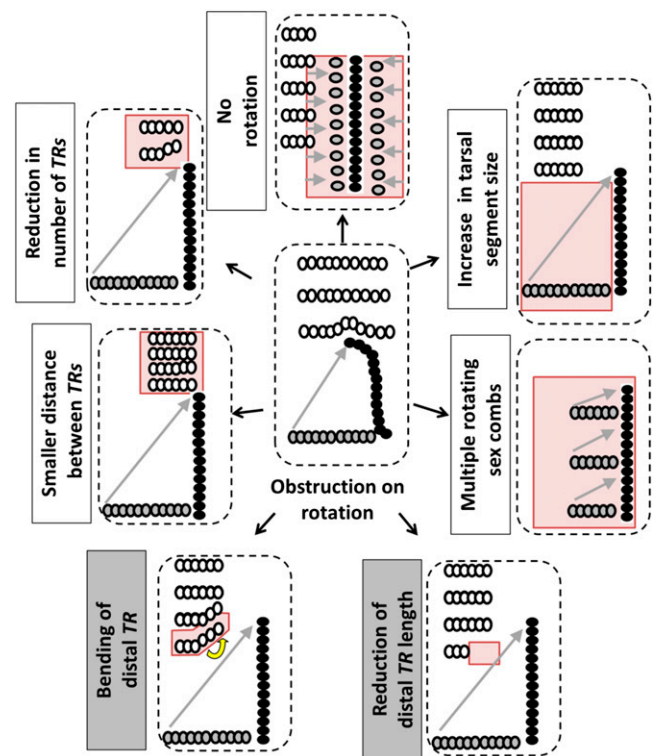 No
rotation
Reduction in
number of TRs
Increase in tarsal
segment size
Smaller distance
between TRs
Multiple rotating
sex combs
Obstruction on
rotation
Bending of
distal TR
Reduction of
distal TR length